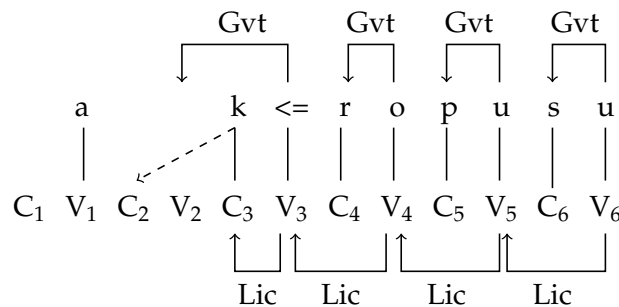 Gvt Gvt Gvt Gvt
a k <= r o p u s u
C₁ V₁ C₂ V₂ C₃ V₃ C₄ V₄ C₅ V₅ C₆ V₆
Lic Lic Lic Lic